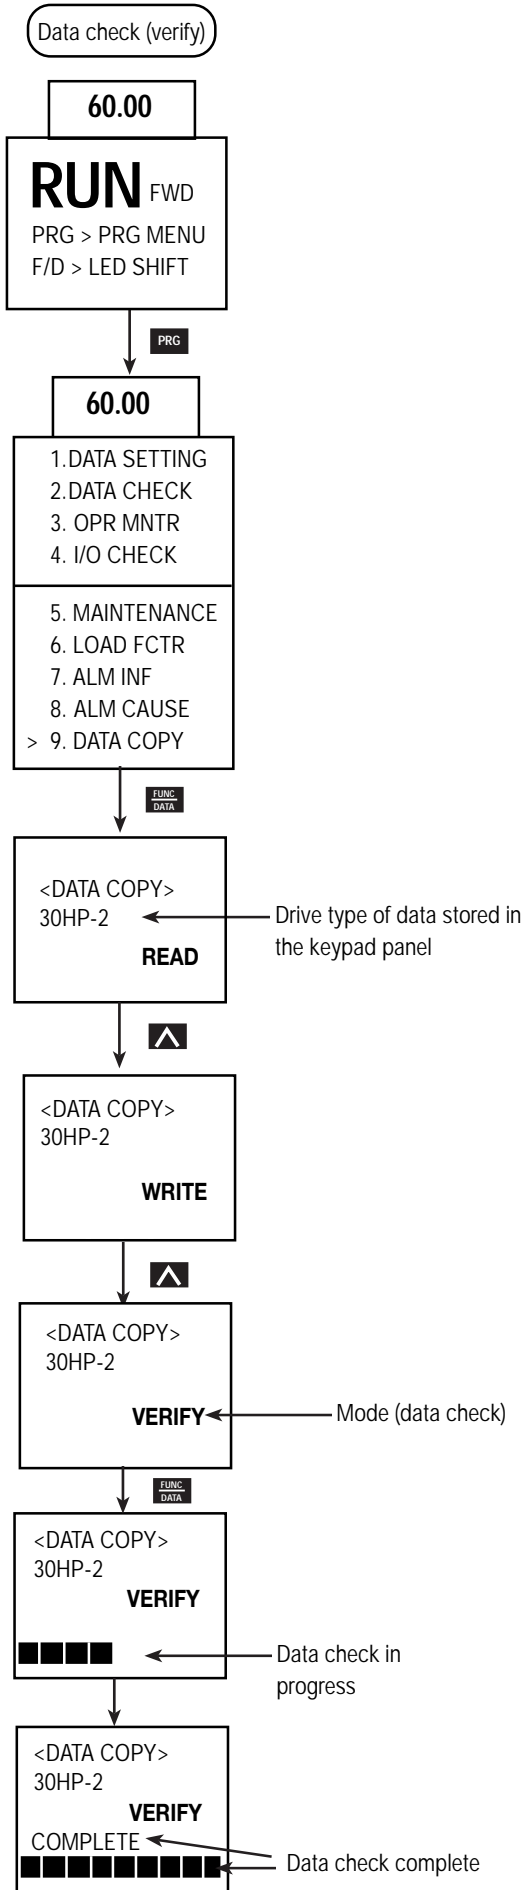 Data check (verify)
60.00
RUN FWD
PRG > PRG MENU
F/D > LED SHIFT
PRG
60.00
1.DATA SETTING
2.DATA CHECK
3. OPR MNTR
4. I/O CHECK
5. MAINTENANCE
6. LOAD FCTR
7. ALM INF
8. ALM CAUSE
> 9. DATA COPY
FUNC
DATA
<DATA COPY>
30HP-2
Drive type of data stored in
the keypad panel
READ
<DATA COPY>
30HP-2
WRITE
<DATA COPY>
30HP-2
VERIFY
Mode (data check)
FUNC
DATA
<DATA COPY>
30HP-2
VERIFY
Data check in
progress
<DATA COPY>
30HP-2
VERIFY
COMPLETE
Data check complete